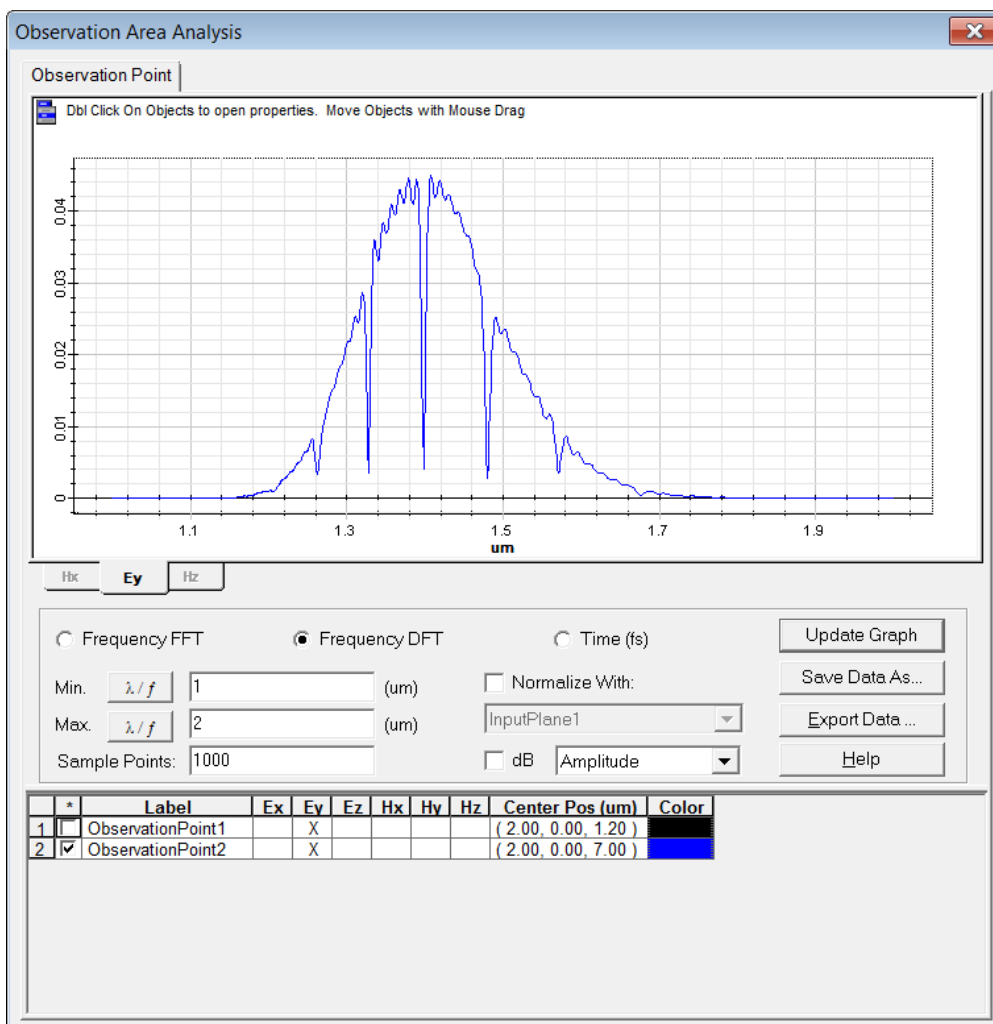 Observation Area Analysis
Observation Point
Dbl Click On Objects to open properties. Move Objects with Mouse Drag
0.04
0.03
0.02
0.01
0
1.1 1.3 1.5 1.7 1.9
um
Hx Ey Hz
Frequency FFT Frequency DFT Time (fs) Update Graph
Min. λ / f 1 (um) Normalize With: Save Data As...
Max. λ / f 2 (um) InputPlane1 Export Data ...
Sample Points: 1000 dB Amplitude Help
* Label Ex Ey Ez Hx Hy Hz Center Pos (um) Color
1 ObservationPoint1 X ( 2.00, 0.00, 1.20 )
2 ObservationPoint2 X ( 2.00, 0.00, 7.00 )